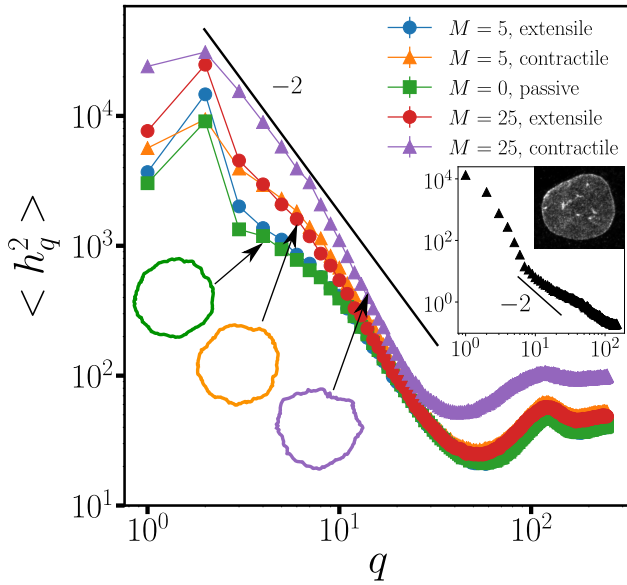 M = 5, extensile
M = 5, contractile
M = 0, passive
M = 25, extensile
M = 25, contractile
−2
10^4
10^3
10^2
10^1
< h_q^2 >
10^0
10^1
10^2
q
10^4
10^2
10^0
−2
10^0
10^1
10^2